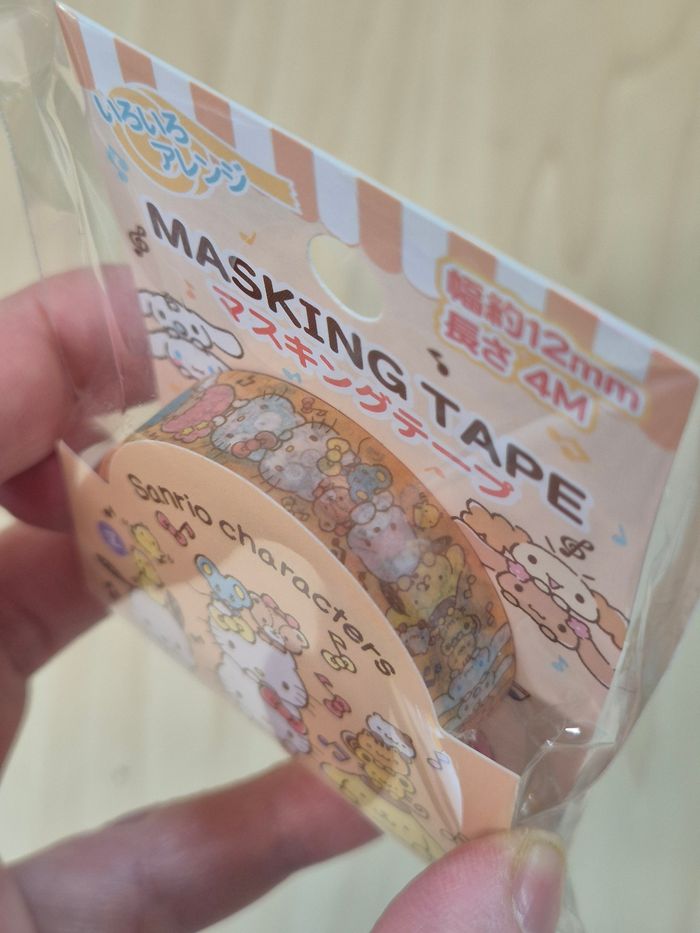 いろいろ
アレンジ
MASKING TAPE
マスキングテープ
幅約12mm
長さ 4M
Sanrio characters